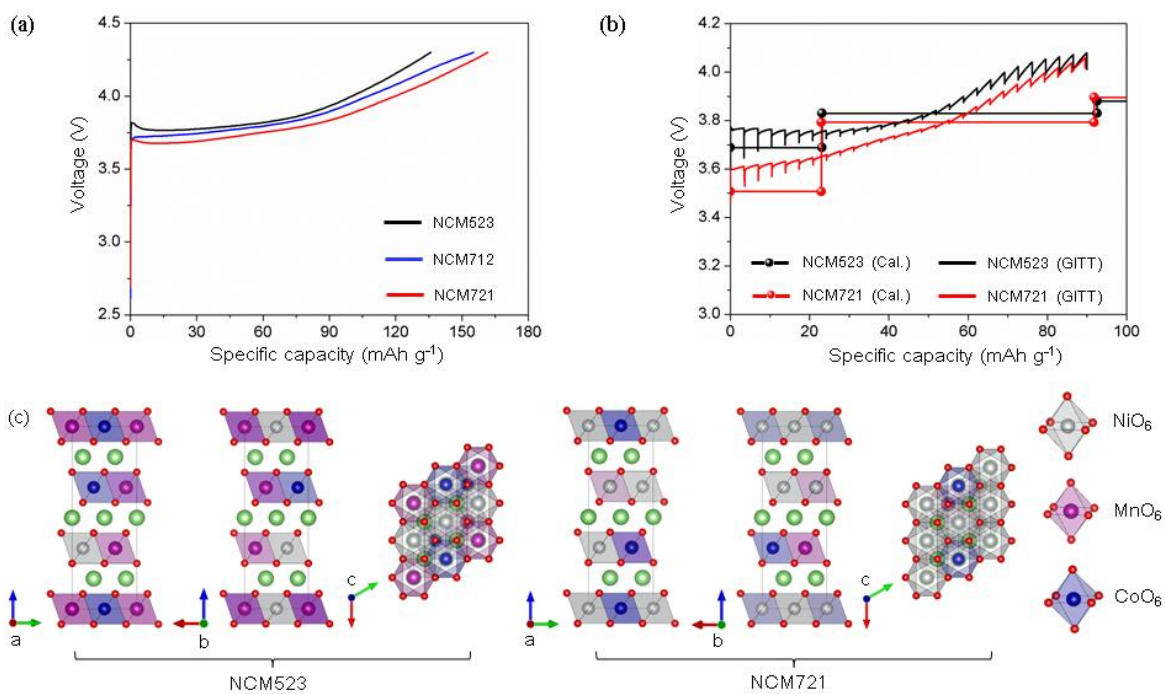 (a)
4.5
4.0
3.5
3.0
2.5
Voltage (V)
0 30 60 90 120 150 180
Specific capacity (mAh g⁻¹)
NCM523
NCM712
NCM721
(b)
4.2
4.0
3.8
3.6
3.4
3.2
3.0
Voltage (V)
0 20 40 60 80 100
Specific capacity (mAh g⁻¹)
NCM523 (Cal.) NCM523 (GITT)
NCM721 (Cal.) NCM721 (GITT)
(c)
a b c
NCM523
a b c
NCM721
NiO₆
MnO₆
CoO₆